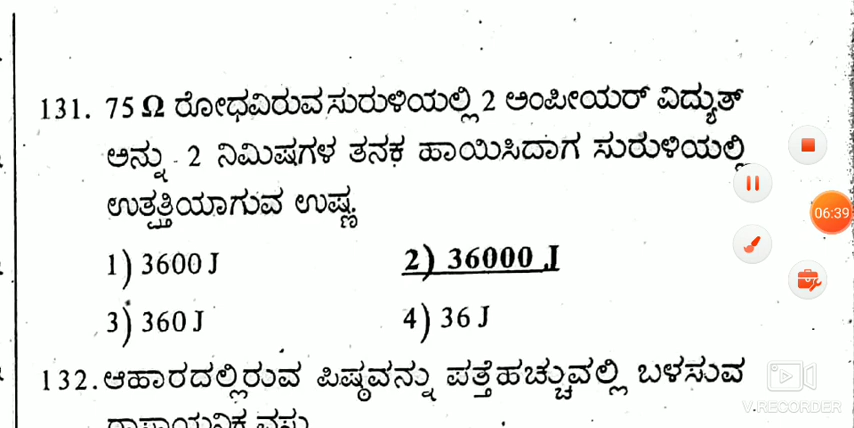 131. 75 Ω ರೋಧವಿರುವ ಸುರುಳಿಯಲ್ಲಿ 2 ಅಂಪೀಯರ್ ವಿದ್ಯುತ್
ಅನ್ನು 2 ನಿಮಿಷಗಳ ತನಕ ಹಾಯಿಸಿದಾಗ ಸುರುಳಿಯಲ್ಲಿ
ಉತ್ಪತ್ತಿಯಾಗುವ ಉಷ್ಣ
1) 3600 J 2) 36000 J
3) 360 J 4) 36 J
132. ಆಹಾರದಲ್ಲಿರುವ ಪಿಷ್ಠವನ್ನು ಪತ್ತೆಹಚ್ಚುವಲ್ಲಿ ಬಳಸುವ
06:39
V.RECORDER